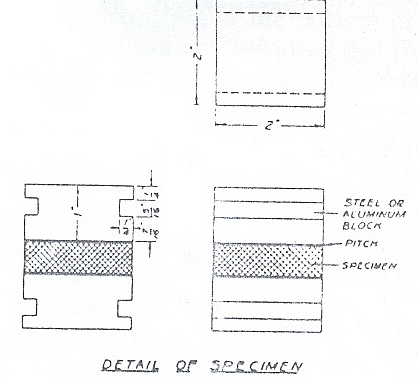 2"
2"
1"
STEEL OR
ALUMINUM
BLOCK
PITCH
SPECIMEN
DETAIL OF SPECIMEN